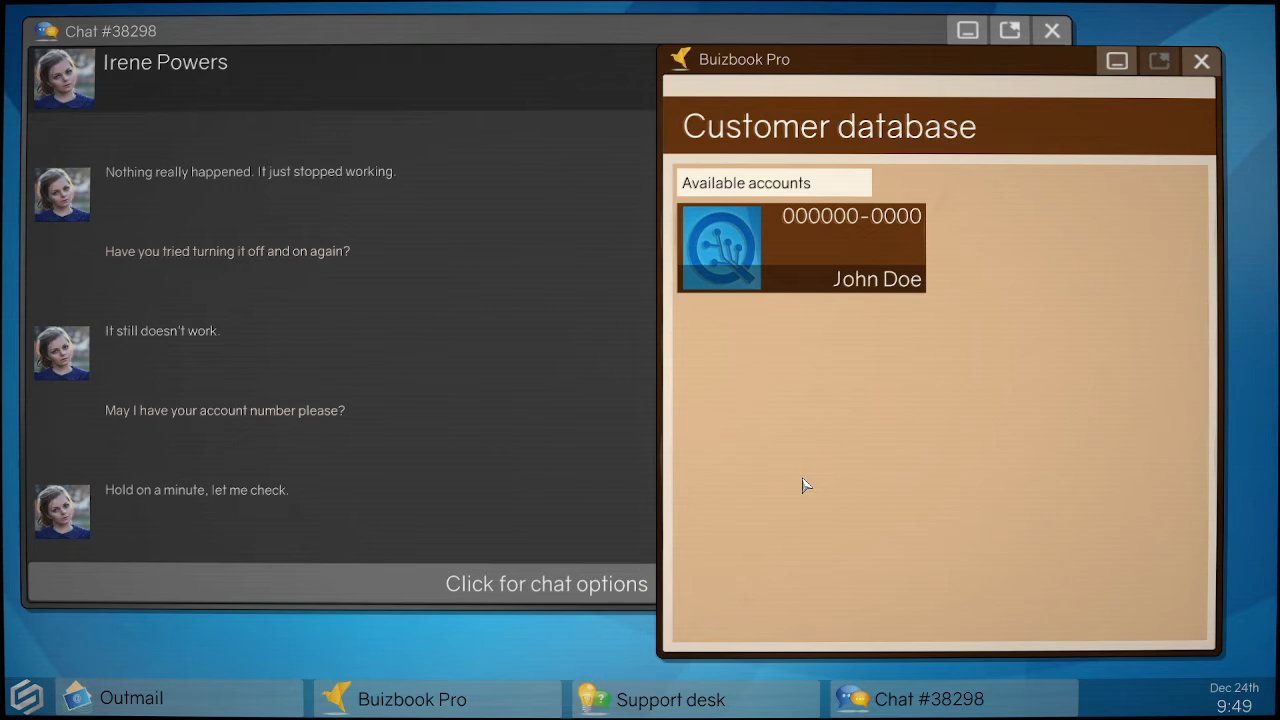 Chat #38298
Irene Powers
Nothing really happened. It just stopped working.
Have you tried turning it off and on again?
It still doesn't work.
May I have your account number please?
Hold on a minute, let me check.
Click for chat options
Buizbook Pro
Customer database
Available accounts
000000-0000
John Doe
Outmail
Buizbook Pro
Support desk
Chat #38298
Dec 24th
9:49